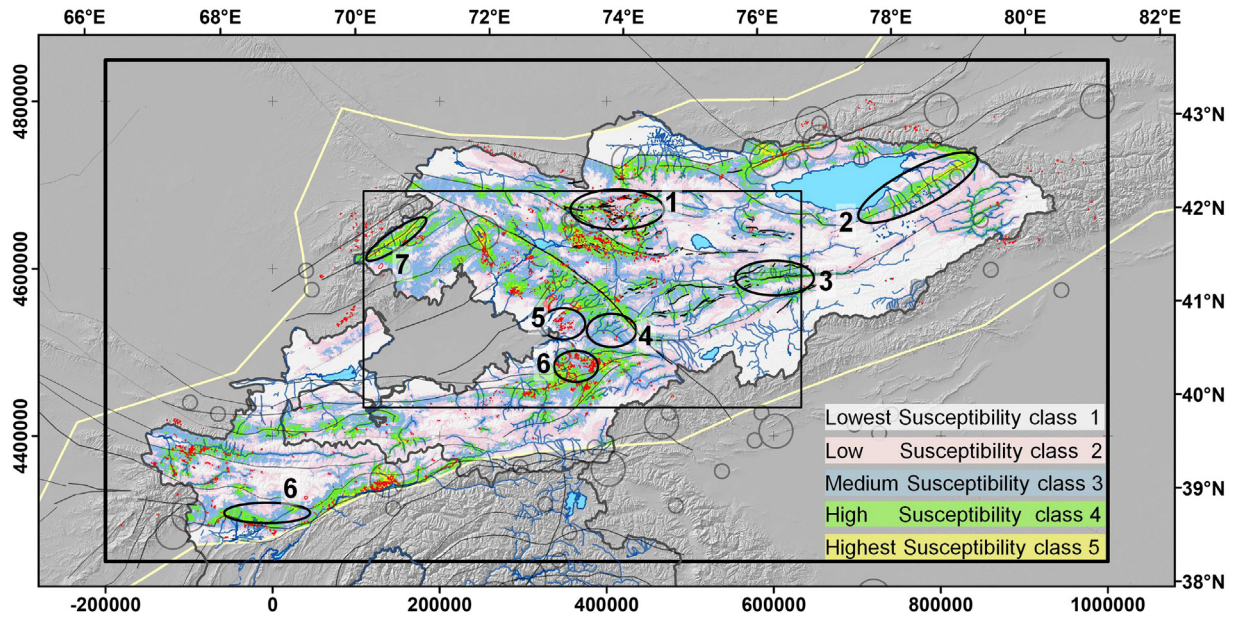 66°E 68°E 70°E 72°E 74°E 76°E 78°E 80°E 82°E
4800000
43°N
1
42°N
2
7
4600000
3
41°N
5
4
6
40°N
4400000
Lowest Susceptibility class 1
Low Susceptibility class 2
Medium Susceptibility class 3
High Susceptibility class 4
Highest Susceptibility class 5
6
39°N
38°N
-200000 0 200000 400000 600000 800000 1000000